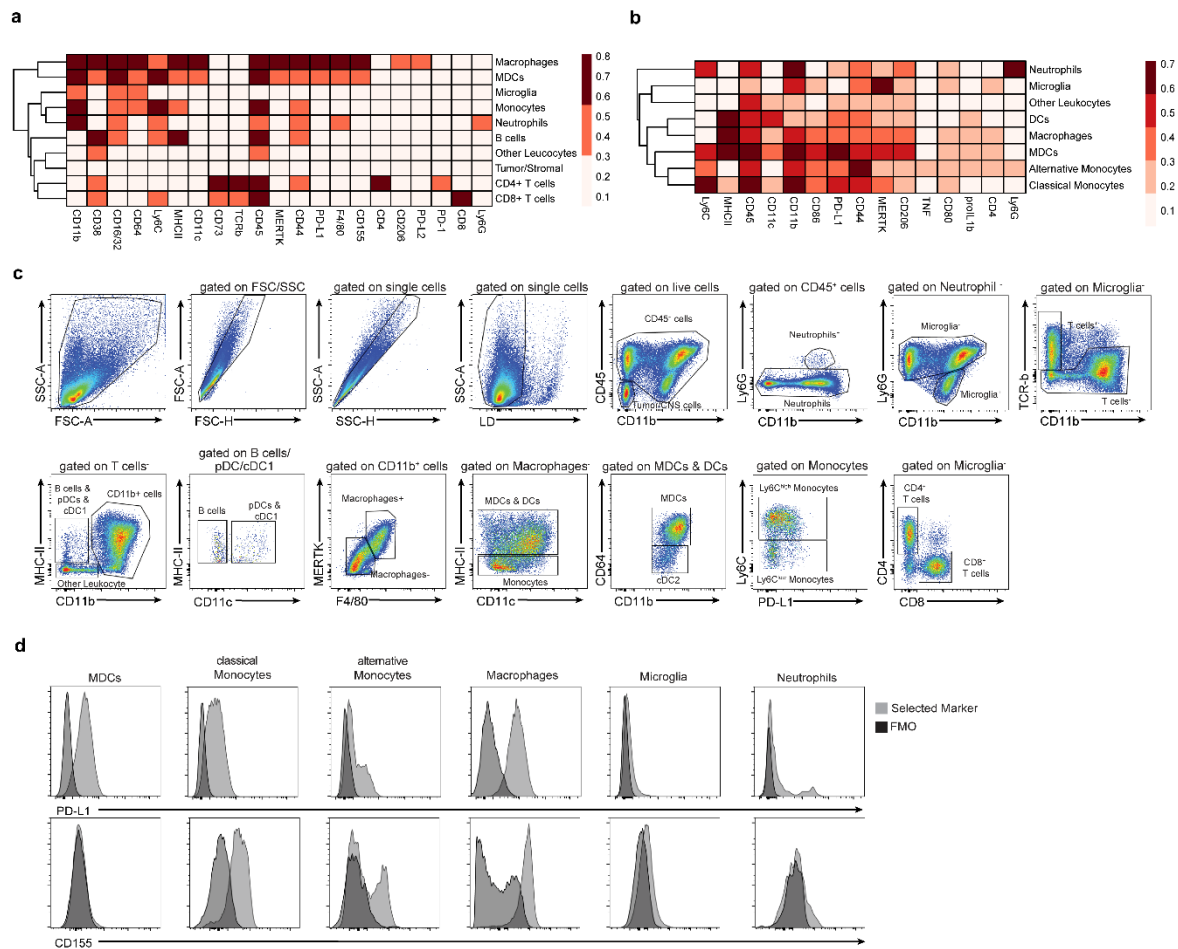 a
b
Macrophages
MDCs
Microglia
Monocytes
Neutrophils
B cells
Other Leucocytes
Tumor/Stromal
CD4+ T cells
CD8+ T cells
0.8
0.7
0.6
0.5
0.4
0.3
0.2
0.1
CD11b
CD38
CD16/32
CD64
Ly6C
MHCII
CD11c
CD73
TCRb
CD45
MERTK
PD-L1
F4/80
CD155
CD4
CD206
PD-L2
PD-1
CD8
Ly6G
Neutrophils
Microglia
Other Leukocytes
DCs
Macrophages
MDCs
Alternative Monocytes
Classical Monocytes
0.7
0.6
0.5
0.4
0.3
0.2
0.1
Ly6C
MHCII
CD45
CD11c
CD11b
CD86
PD-L1
CD44
MERTK
CD206
TNF
CD80
proIL1b
CD4
Ly6G
c
SSC-A
FSC-A
gated on FSC/SSC
FSC-A
FSC-H
gated on single cells
SSC-A
SSC-H
gated on single cells
SSC-A
LD
gated on live cells
CD45⁺ cells
Tumor/CNS cells
CD45
CD11b
gated on CD45⁺ cells
Neutrophils⁺
Neutrophils
Ly6G
CD11b
gated on Neutrophil ⁻
Microglia⁻
Microglia
Ly6G
CD11b
gated on Microglia⁻
T cells⁺
T cells⁻
TCR-b
CD11b
gated on T cells⁻
B cells &
pDCs &
cDC1
CD11b+ cells
Other Leukocyte
MHC-II
CD11b
gated on B cells/
pDC/cDC1
B cells
pDCs &
cDC1
MHC-II
CD11c
gated on CD11b⁺ cells
Macrophages+
Macrophages-
MERTK
F4/80
gated on Macrophages⁻
MDCs & DCs
Monocytes
MHC-II
CD11c
gated on MDCs & DCs
MDCs
cDC2
CD64
CD11b
gated on Monocytes
Ly6Cʰⁱᵍʰ Monocytes
Ly6Cˡᵒʷ Monocytes
Ly6C
PD-L1
gated on Microglia⁻
CD4⁺
T cells
CD8⁺
T cells
CD4
CD8
d
MDCs
classical
Monocytes
alternative
Monocytes
Macrophages
Microglia
Neutrophils
Selected Marker
FMO
PD-L1
CD155